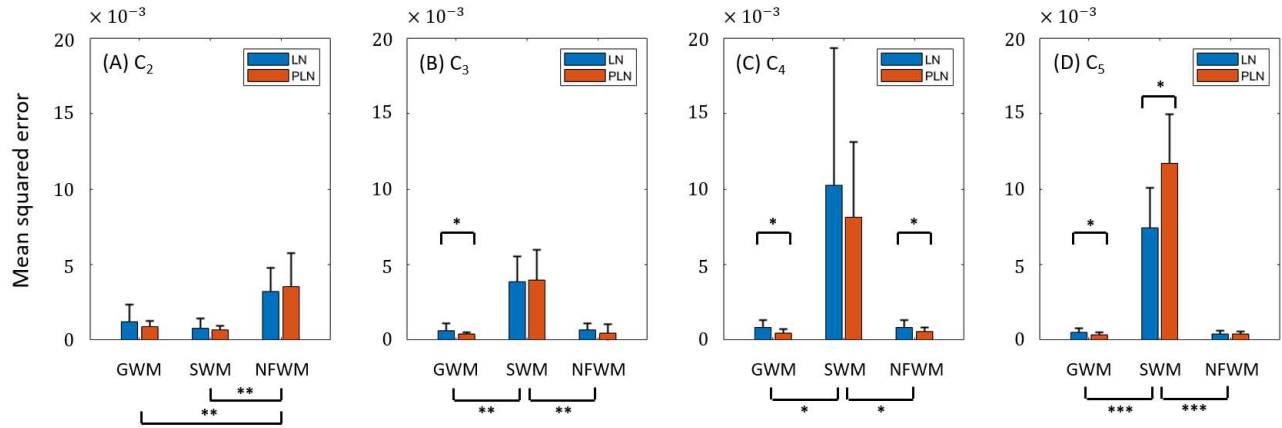 Mean squared error
× 10⁻³
(A) C₂
LN
PLN
20
15
10
5
0
GWM SWM NFWM
**
**
× 10⁻³
(B) C₃
LN
PLN
20
15
10
5
0
*
GWM SWM NFWM
** **
× 10⁻³
(C) C₄
LN
PLN
20
15
10
5
0
* *
GWM SWM NFWM
* *
× 10⁻³
(D) C₅
LN
PLN
20
15
10
5
0
*
*
GWM SWM NFWM
*** ***